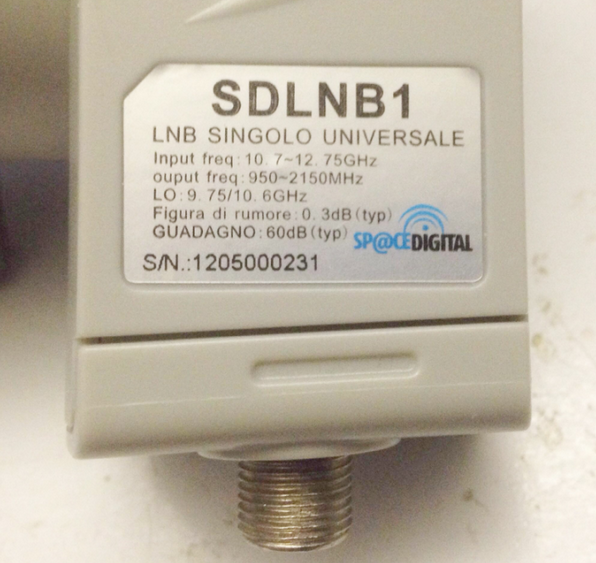 SDLNB1
LNB SINGOLO UNIVERSALE
Input freq:10.7~12.75GHz
ouput freq:950~2150MHz
LO:9.75/10.6GHz
Figura di rumore:0.3dB(typ)
GUADAGNO:60dB(typ)
SP@CEDIGITAL
S/N.:1205000231